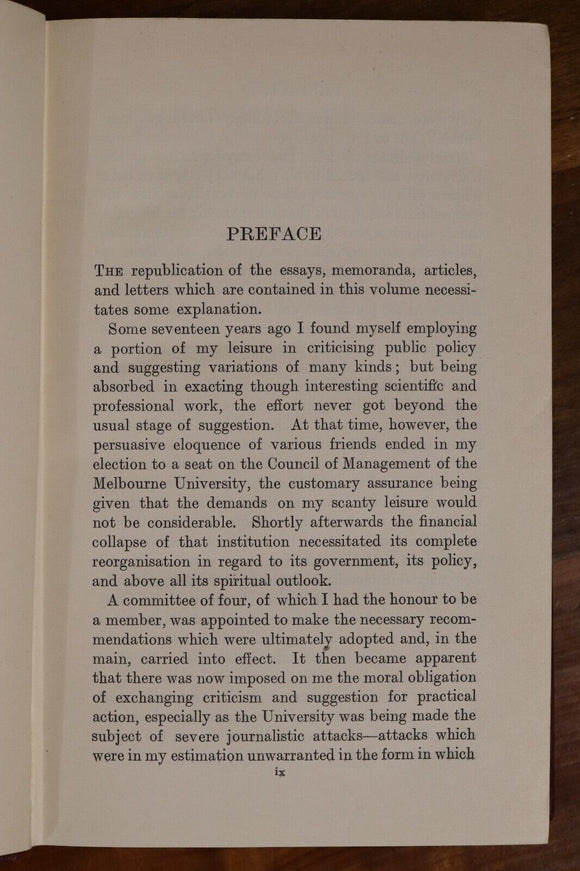 PREFACE
THE republication of the essays, memoranda, articles,
and letters which are contained in this volume necessi-
tates some explanation.
Some seventeen years ago I found myself employing
a portion of my leisure in criticising public policy
and suggesting variations of many kinds; but being
absorbed in exacting though interesting scientific and
professional work, the effort never got beyond the
usual stage of suggestion. At that time, however, the
persuasive eloquence of various friends ended in my
election to a seat on the Council of Management of the
Melbourne University, the customary assurance being
given that the demands on my scanty leisure would
not be considerable. Shortly afterwards the financial
collapse of that institution necessitated its complete
reorganisation in regard to its government, its policy,
and above all its spiritual outlook.
A committee of four, of which I had the honour to be
a member, was appointed to make the necessary recom-
mendations which were ultimately adopted and, in the
main, carried into effect. It then became apparent
that there was now imposed on me the moral obligation
of exchanging criticism and suggestion for practical
action, especially as the University was being made the
subject of severe journalistic attacks—attacks which
were in my estimation unwarranted in the form in which
ix